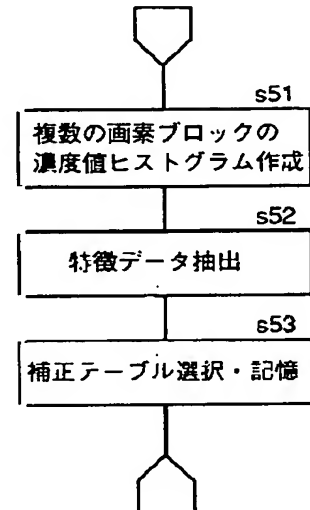 s51
複数の画素ブロックの
濃度値ヒストグラム作成
s52
特徴データ抽出
s53
補正テーブル選択・記憶